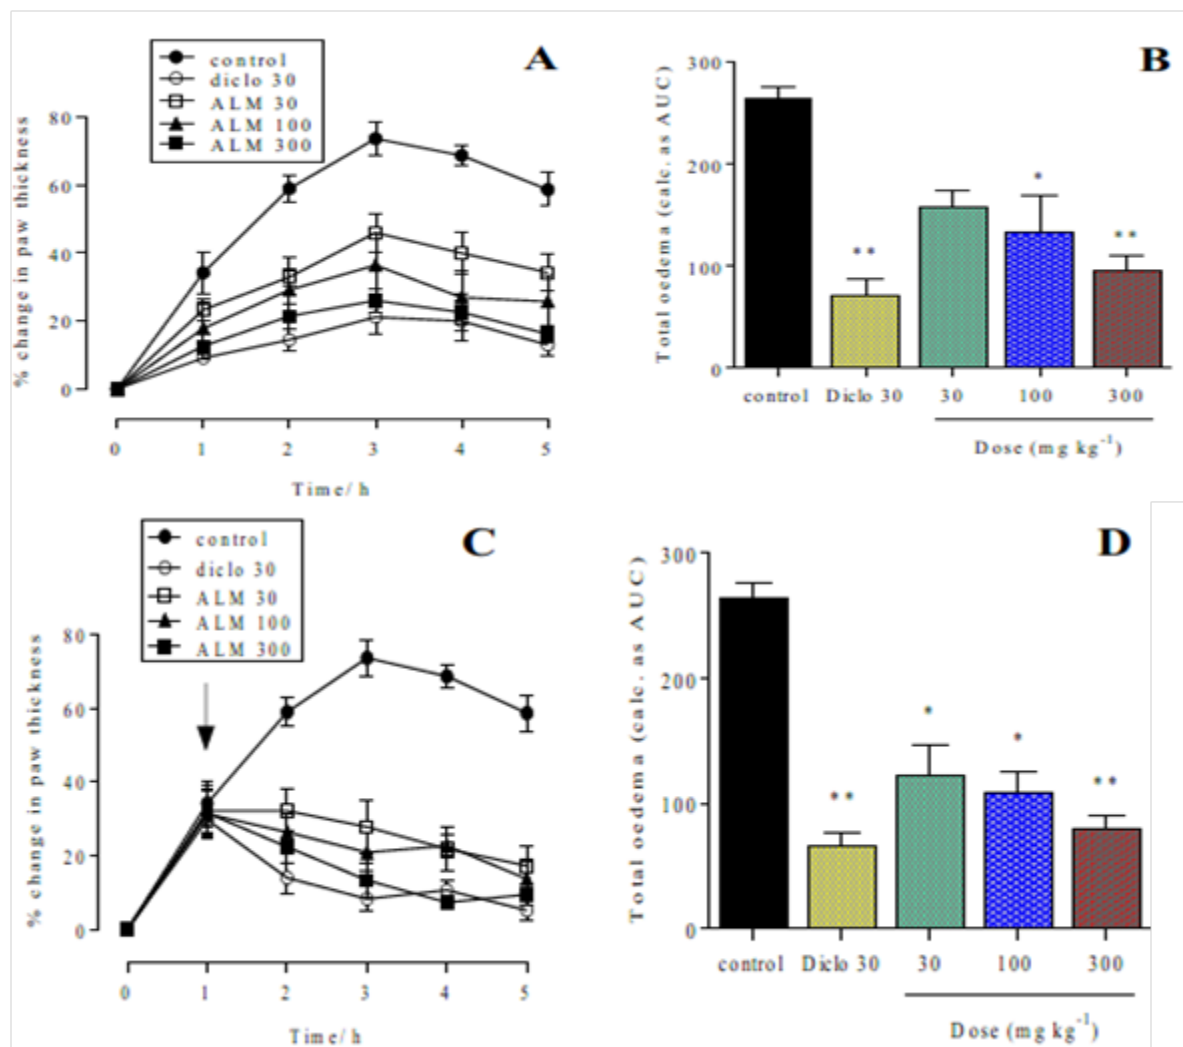 A
control
diclo 30
ALM 30
ALM 100
ALM 300
% change in paw thickness
80
60
40
20
0
0 1 2 3 4 5
Time/ h
B
Total oedema (calc. as AUC)
300
200
100
0
**
*
**
control Diclo 30 30 100 300
Dose (mg kg-1)
C
control
diclo 30
ALM 30
ALM 100
ALM 300
% change in paw thickness
80
60
40
20
0
0 1 2 3 4 5
Time/ h
D
Total oedema (calc. as AUC)
300
200
100
0
**
*
*
**
control Diclo 30 30 100 300
Dose (mg kg-1)